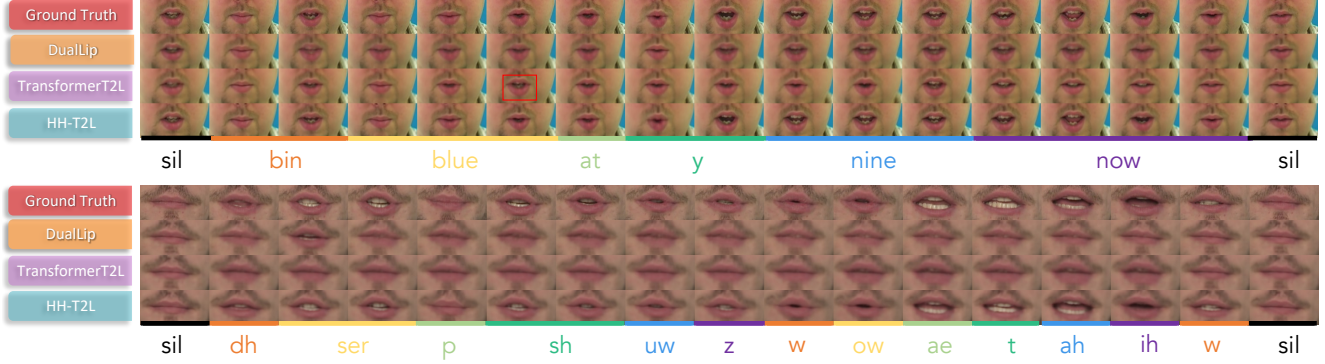 Ground Truth
DualLip
TransformerT2L
HH-T2L
sil bin blue at y nine now sil
Ground Truth
DualLip
TransformerT2L
HH-T2L
sil dh ser p sh uw z w ow ae t ah ih w sil